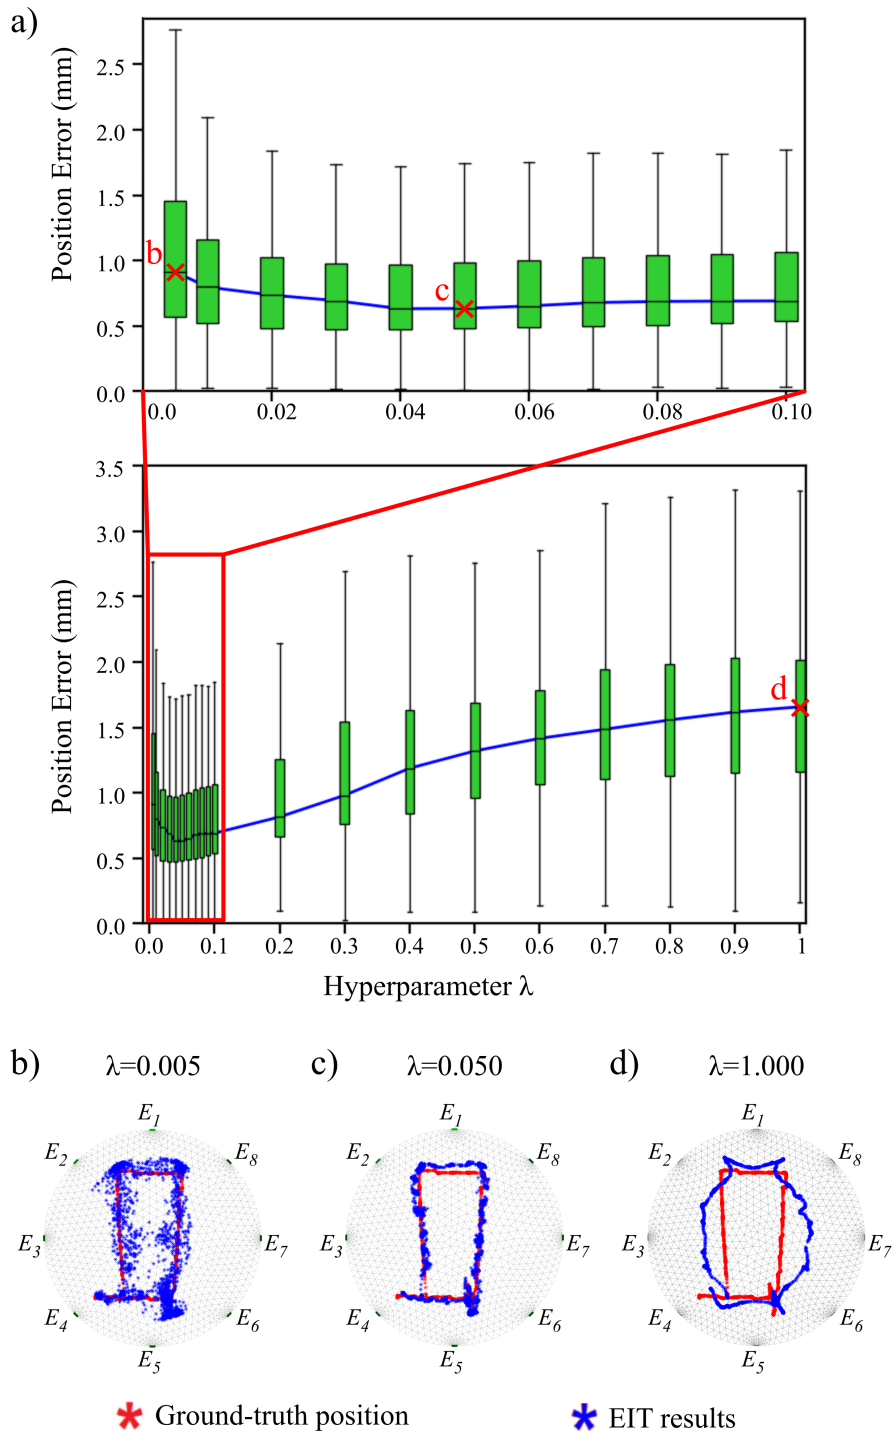 a)
Position Error (mm)
2.5
2.0
1.5
1.0
0.5
0.0
b
c
0.0 0.02 0.04 0.06 0.08 0.10
Position Error (mm)
3.5
3.0
2.5
2.0
1.5
1.0
0.5
0.0
d
0.0 0.1 0.2 0.3 0.4 0.5 0.6 0.7 0.8 0.9 1
Hyperparameter λ
b) λ=0.005
E1
E2 E8
E3 E7
E4 E6
E5
c) λ=0.050
E1
E2 E8
E3 E7
E4 E6
E5
d) λ=1.000
E1
E2 E8
E3 E7
E4 E6
E5
Ground-truth position
EIT results